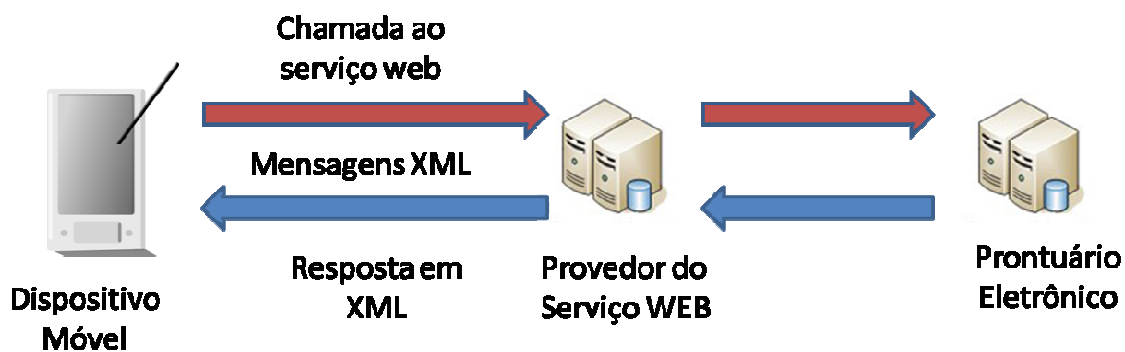 Chamada ao
serviço web
Mensagens XML
Resposta em
XML
Dispositivo
Móvel
Provedor do
Serviço WEB
Prontuário
Eletrônico